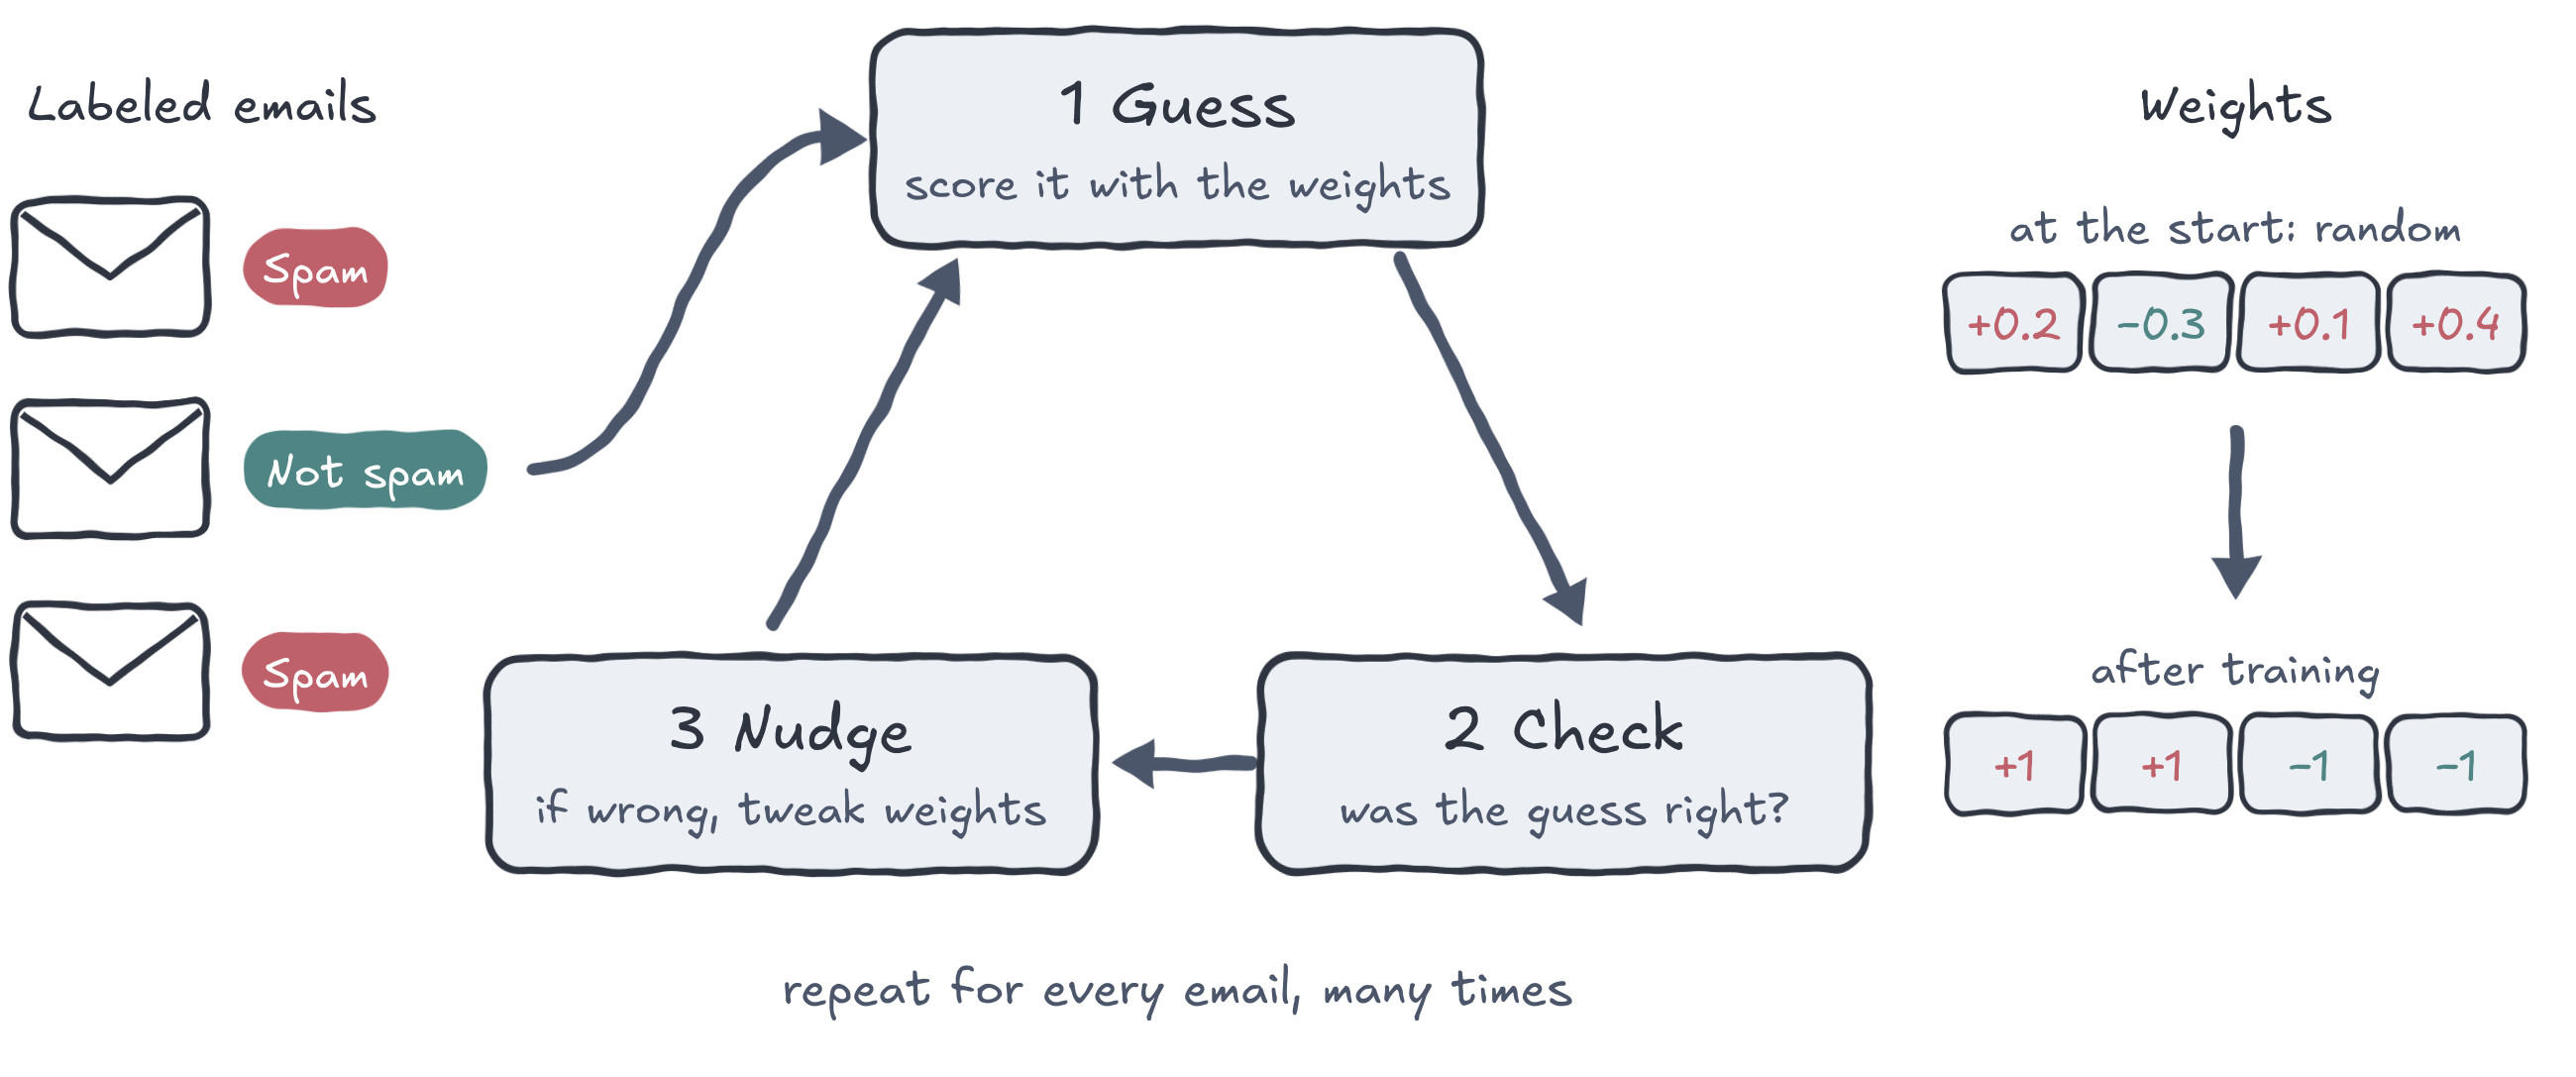 Labeled emails
Spam
Not spam
Spam
1 Guess
score it with the weights
2 Check
was the guess right?
3 Nudge
if wrong, tweak weights
repeat for every email, many times
Weights
at the start: random
+0.2 -0.3 +0.1 +0.4
after training
+1 +1 -1 -1